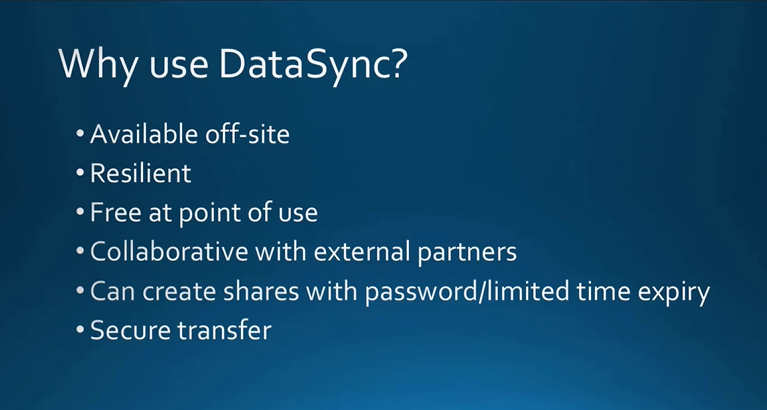 Why use DataSync?
• Available off-site
• Resilient
• Free at point of use
• Collaborative with external partners
• Can create shares with password/limited time expiry
• Secure transfer